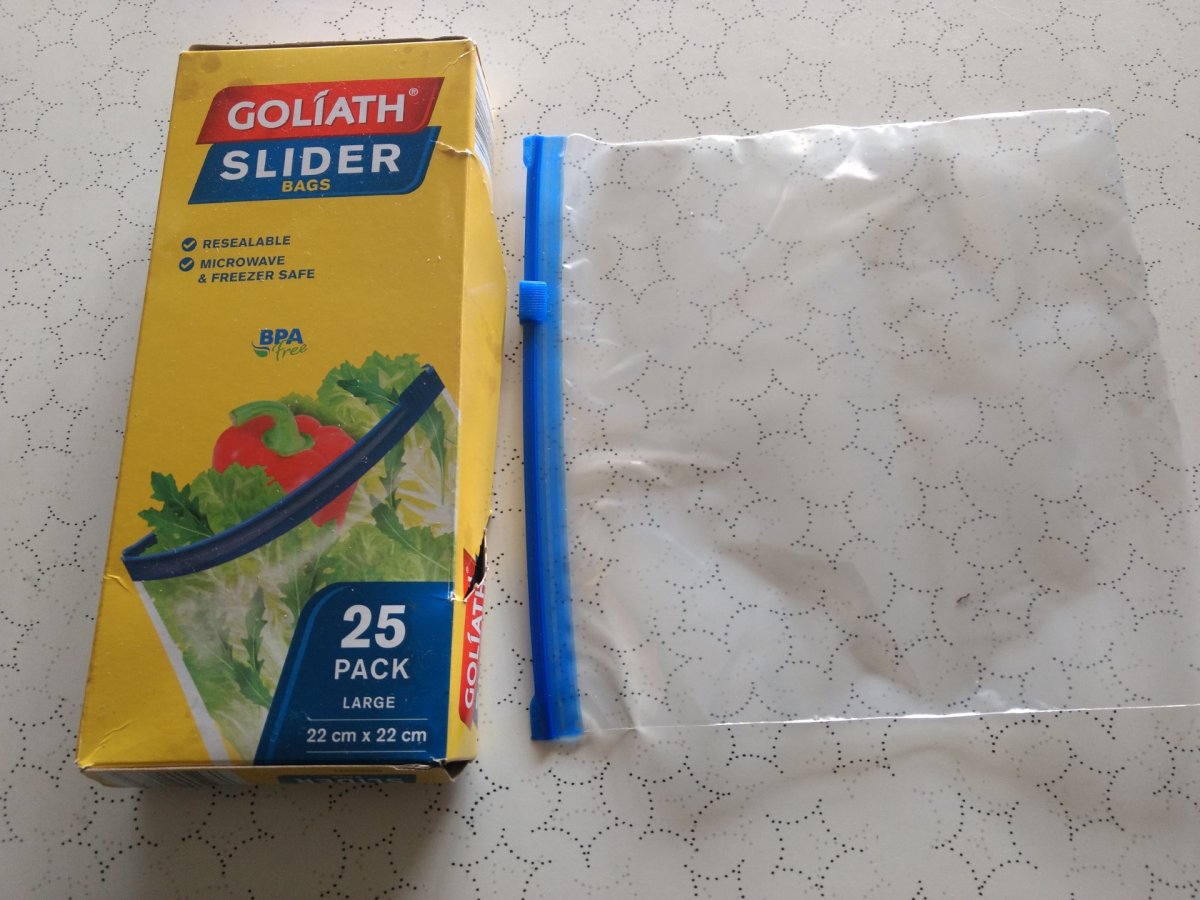 GOLÍATH®
SLIDER
BAGS
RESEALABLE
MICROWAVE
& FREEZER SAFE
BPA
free
25
PACK
LARGE
22 cm x 22 cm
GOLÍATH®